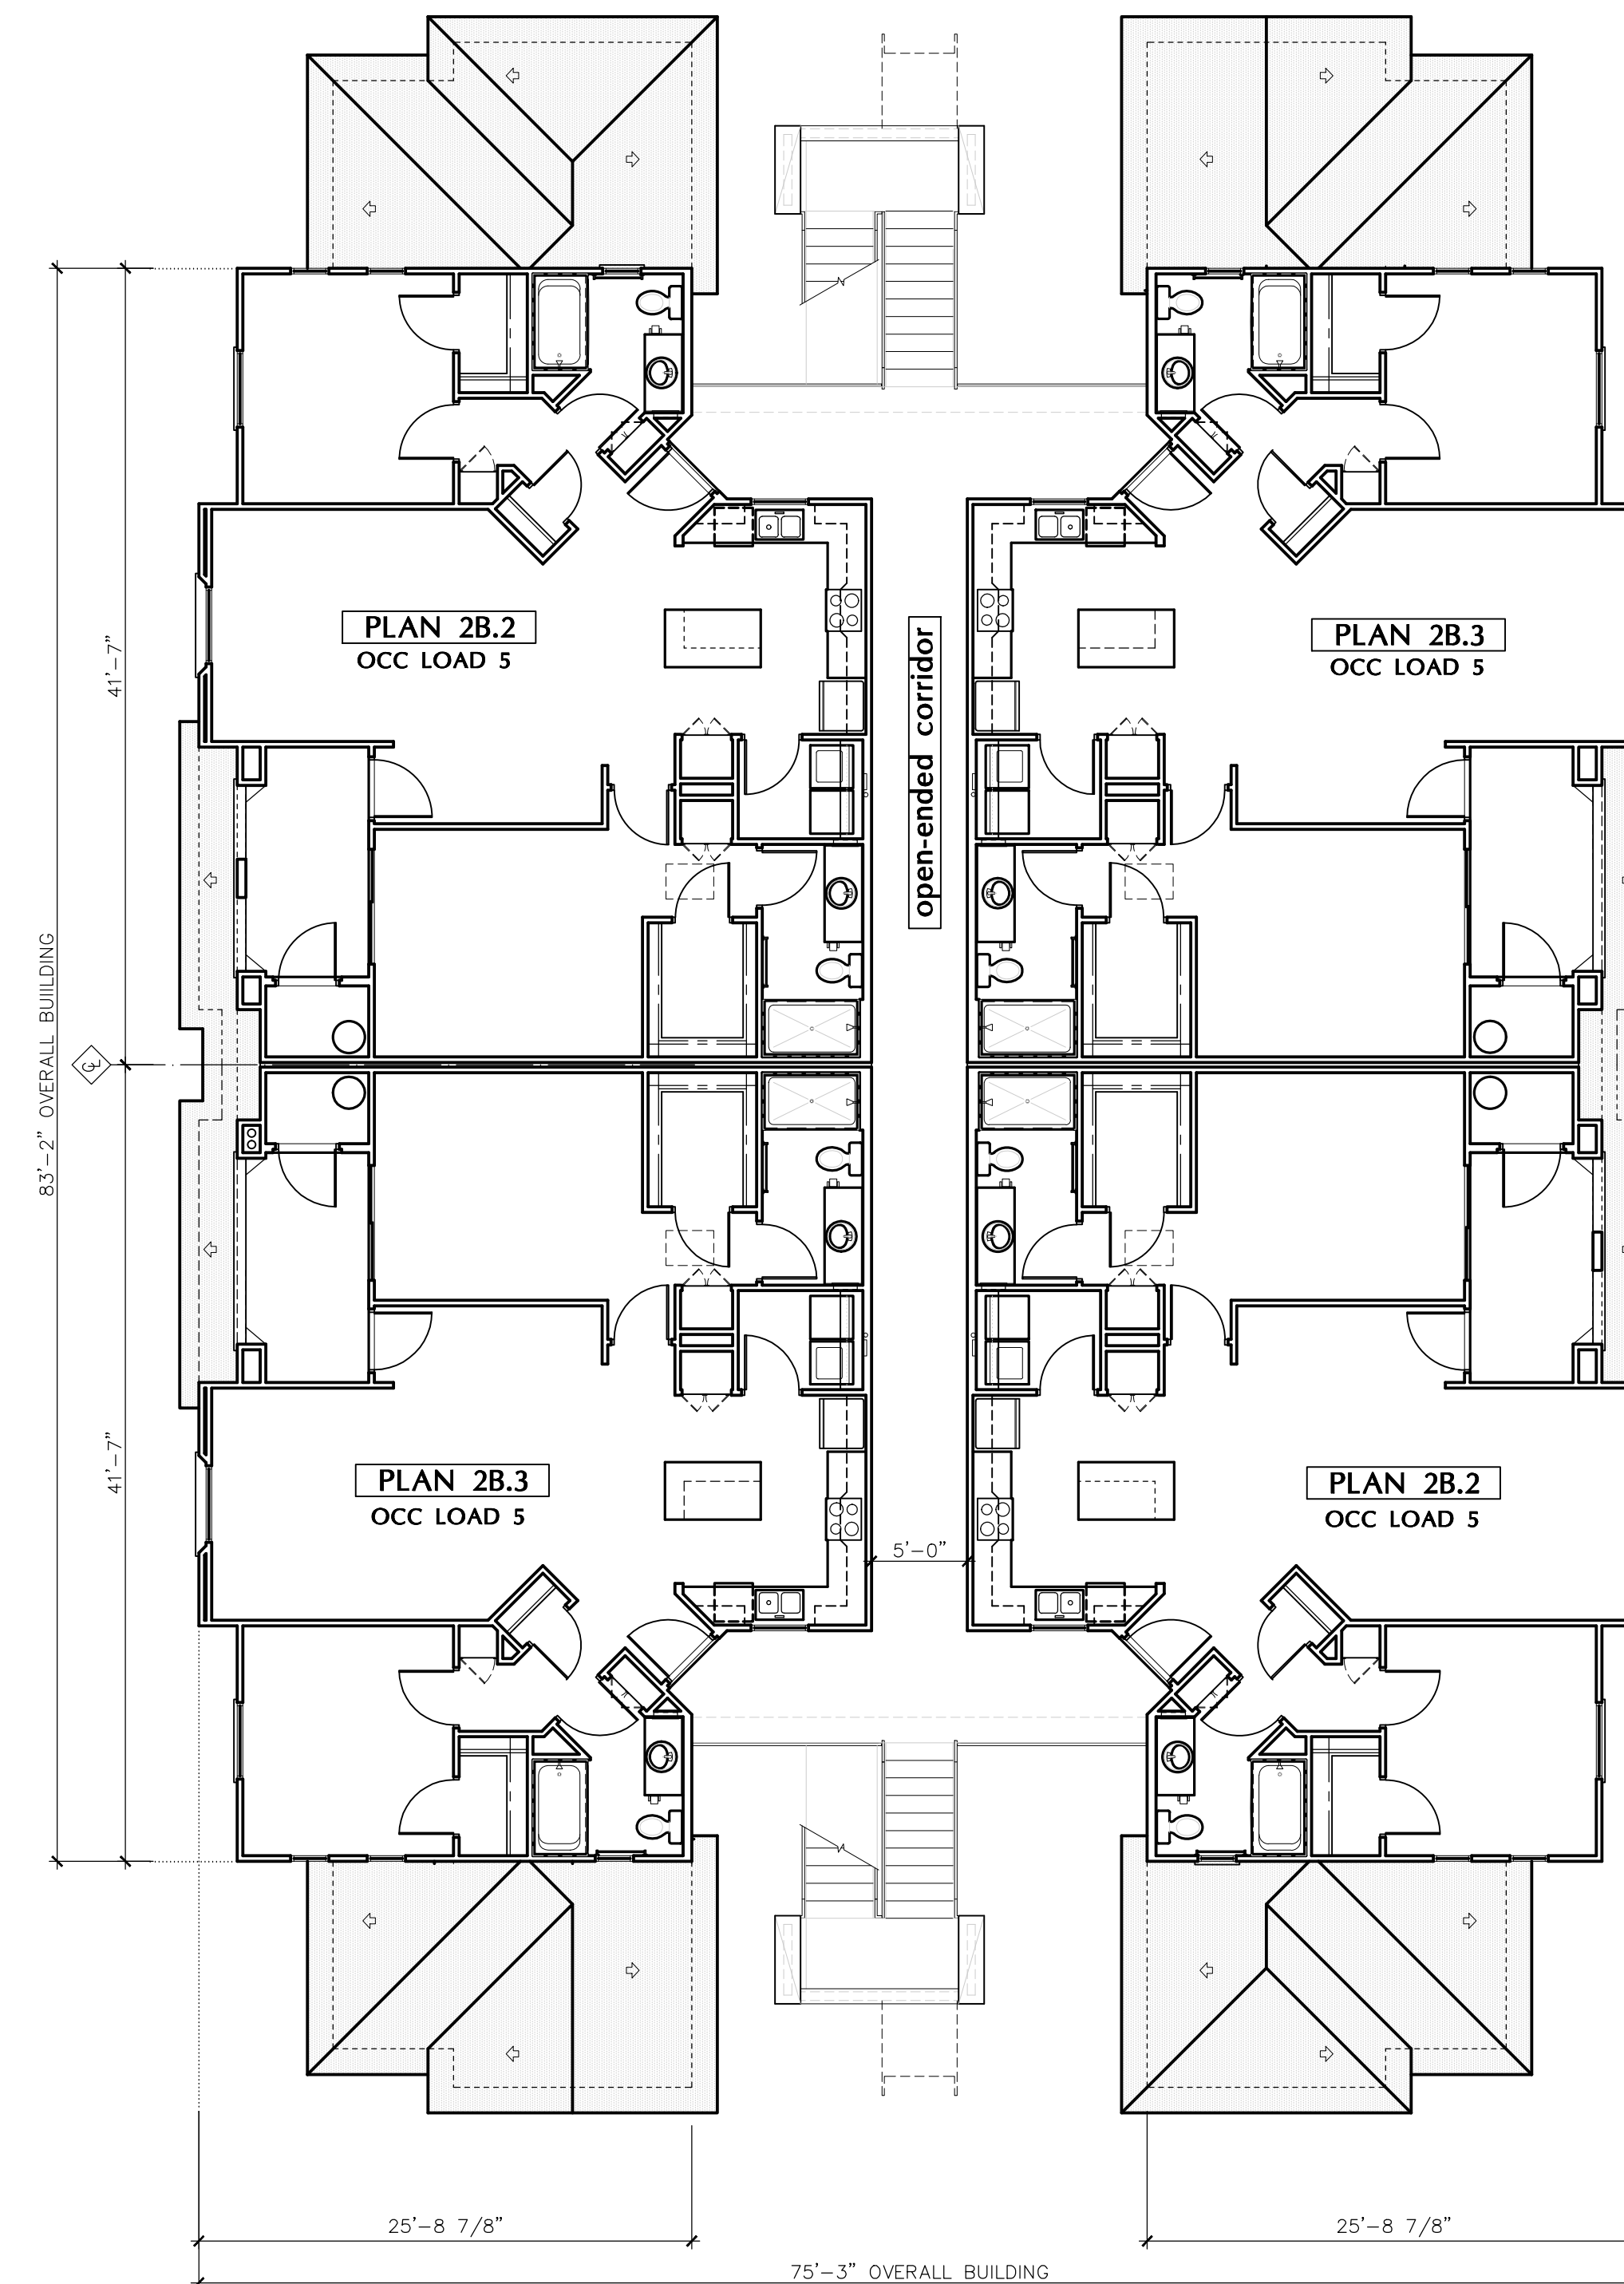 PLAN 2B.2
OCC LOAD 5
PLAN 2B.3
OCC LOAD 5
open-ended corridor
41'-7"
83'-2" OVERALL BUIILDING
CL
41'-7"
PLAN 2B.3
OCC LOAD 5
PLAN 2B.2
OCC LOAD 5
5'-0"
25'-8 7/8"
25'-8 7/8"
75'-3" OVERALL BUILDING